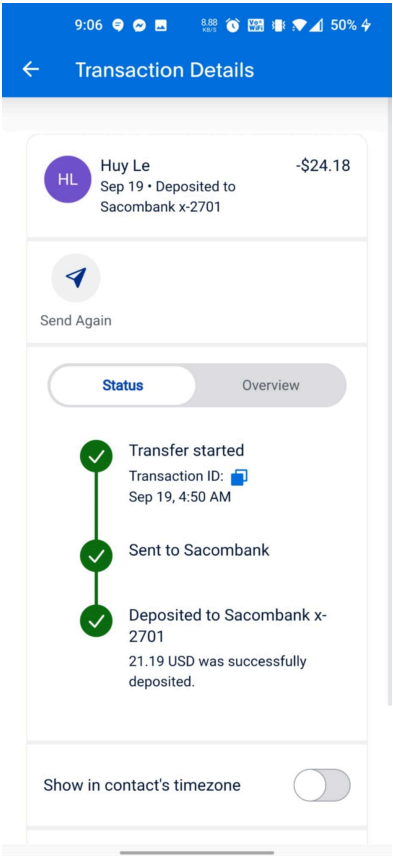 9:06
8.88
KB/S
Vo))
WiFi
50%
Transaction Details
HL
Huy Le
-$24.18
Sep 19 • Deposited to
Sacombank x-2701
Send Again
Status
Overview
Transfer started
Transaction ID:
Sep 19, 4:50 AM
Sent to Sacombank
Deposited to Sacombank x-
2701
21.19 USD was successfully
deposited.
Show in contact's timezone